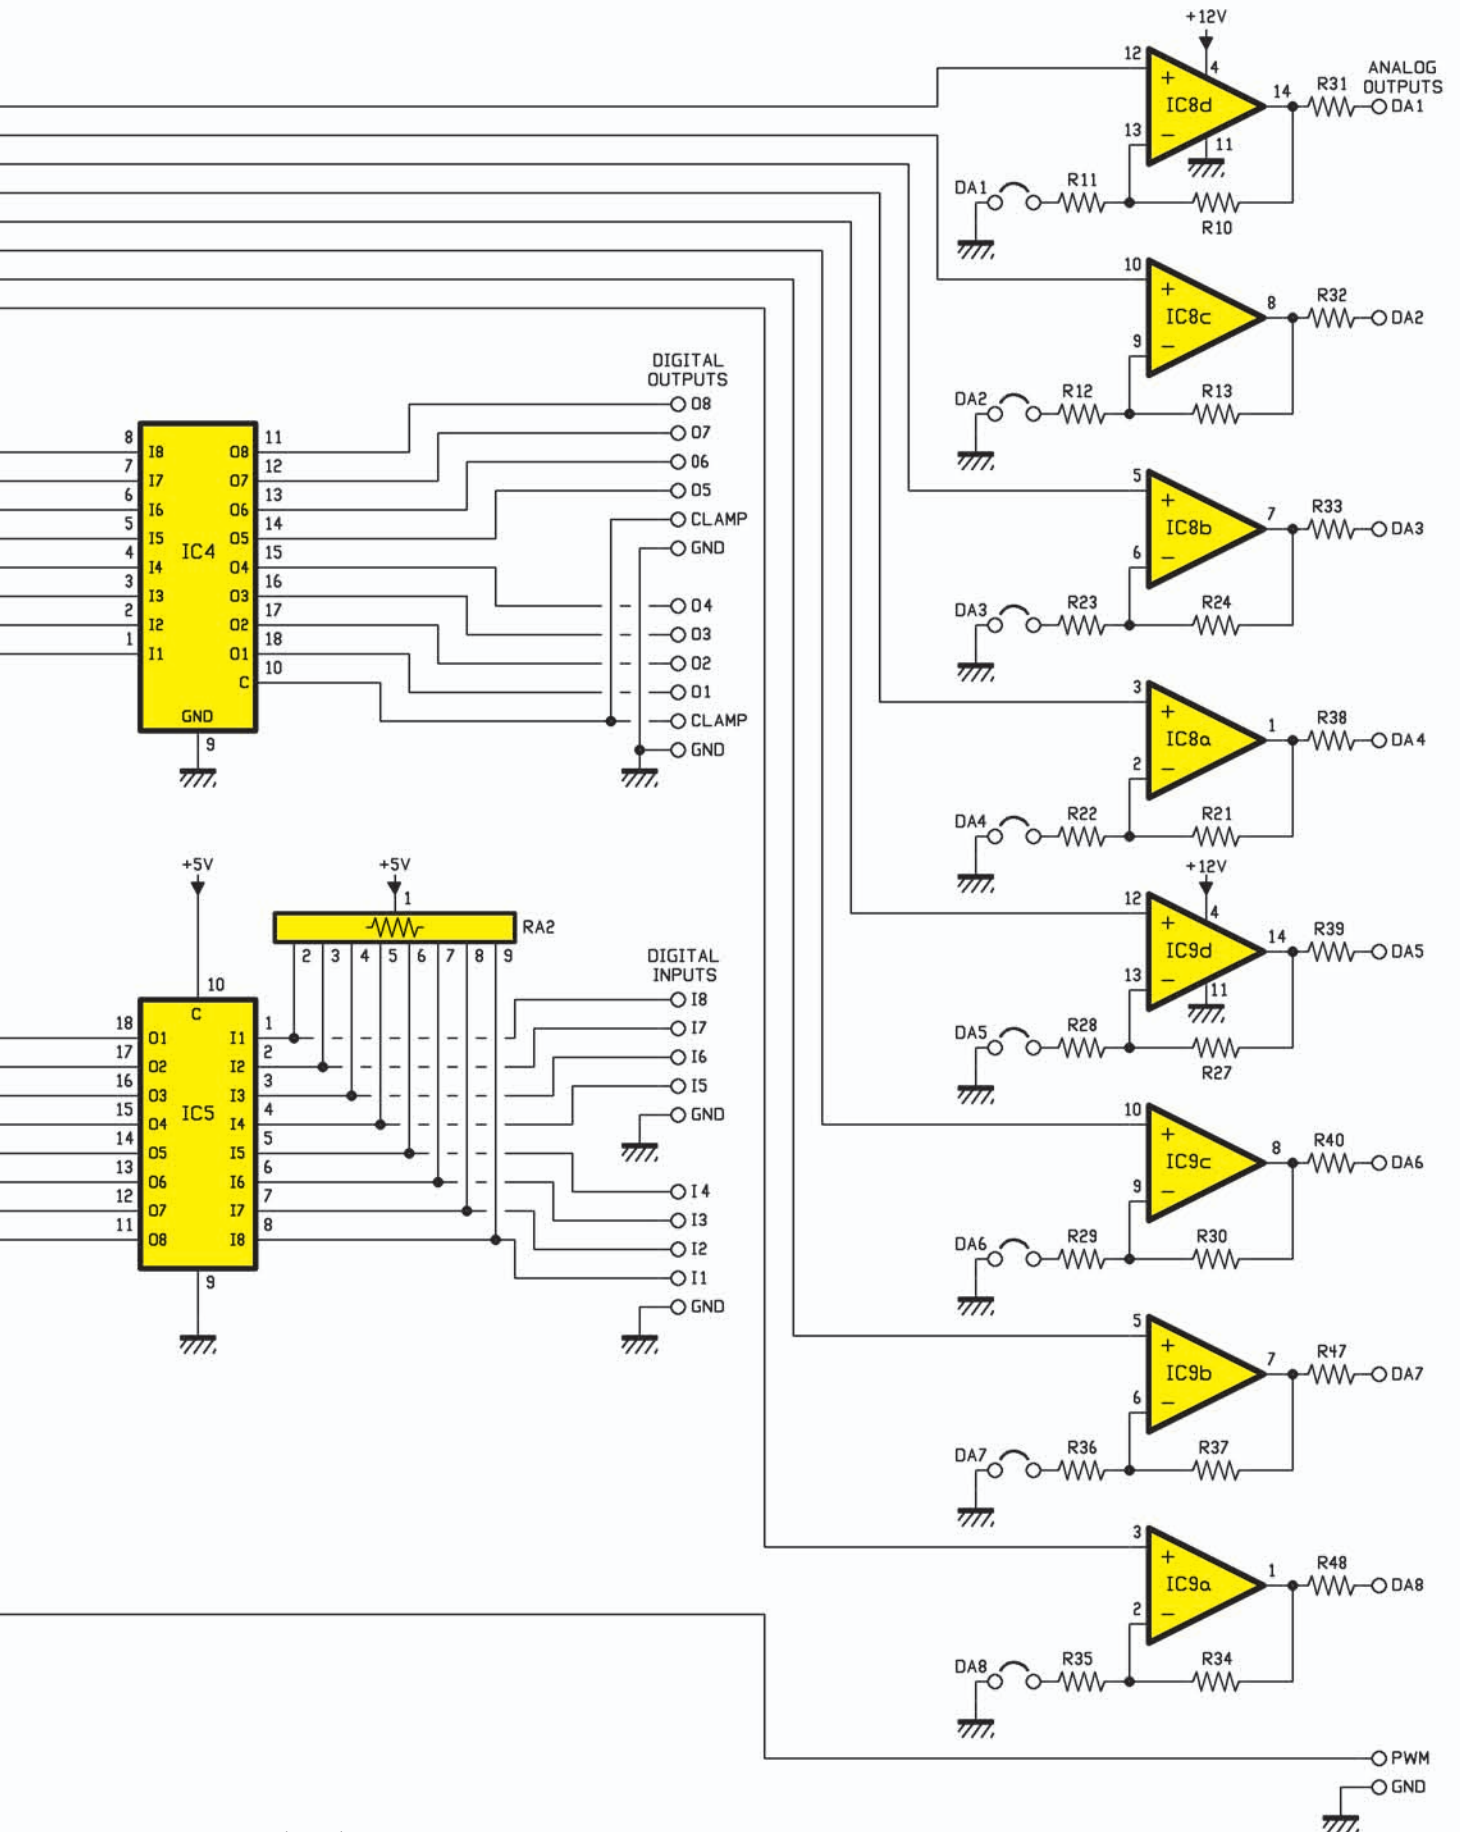 +12V
12
4
+
IC8d
14
R31
ANALOG
OUTPUTS
DA1
13
−
11
DA1
R11
R10
10
+
IC8c
8
R32
DA2
9
−
DA2
R12
R13
5
+
IC8b
7
R33
DA3
6
−
DA3
R23
R24
3
+
IC8a
1
R38
DA4
2
−
DA4
R22
R21
+12V
12
4
+
IC9d
14
R39
DA5
13
−
11
DA5
R28
R27
10
+
IC9c
8
R40
DA6
9
−
DA6
R29
R30
5
+
IC9b
7
R47
DA7
6
−
DA7
R36
R37
3
+
IC9a
1
R48
DA8
2
−
DA8
R35
R34
PWM
GND
DIGITAL
OUTPUTS
O8
O7
O6
O5
CLAMP
GND
O4
O3
O2
O1
CLAMP
GND
8 I8 O8 11
7 I7 O7 12
6 I6 O6 13
5 I5 O5 14
IC4
4 I4 O4 15
3 I3 O3 16
2 I2 O2 17
1 I1 O1 18
C 10
GND
9
+5V
+5V
1
RA2
2 3 4 5 6 7 8 9
10
C
18 O1 I1 1
17 O2 I2 2
16 O3 I3 3
IC5
15 O4 I4 4
14 O5 I5 5
13 O6 I6 6
12 O7 I7 7
11 O8 I8 8
9
DIGITAL
INPUTS
I8
I7
I6
I5
GND
I4
I3
I2
I1
GND